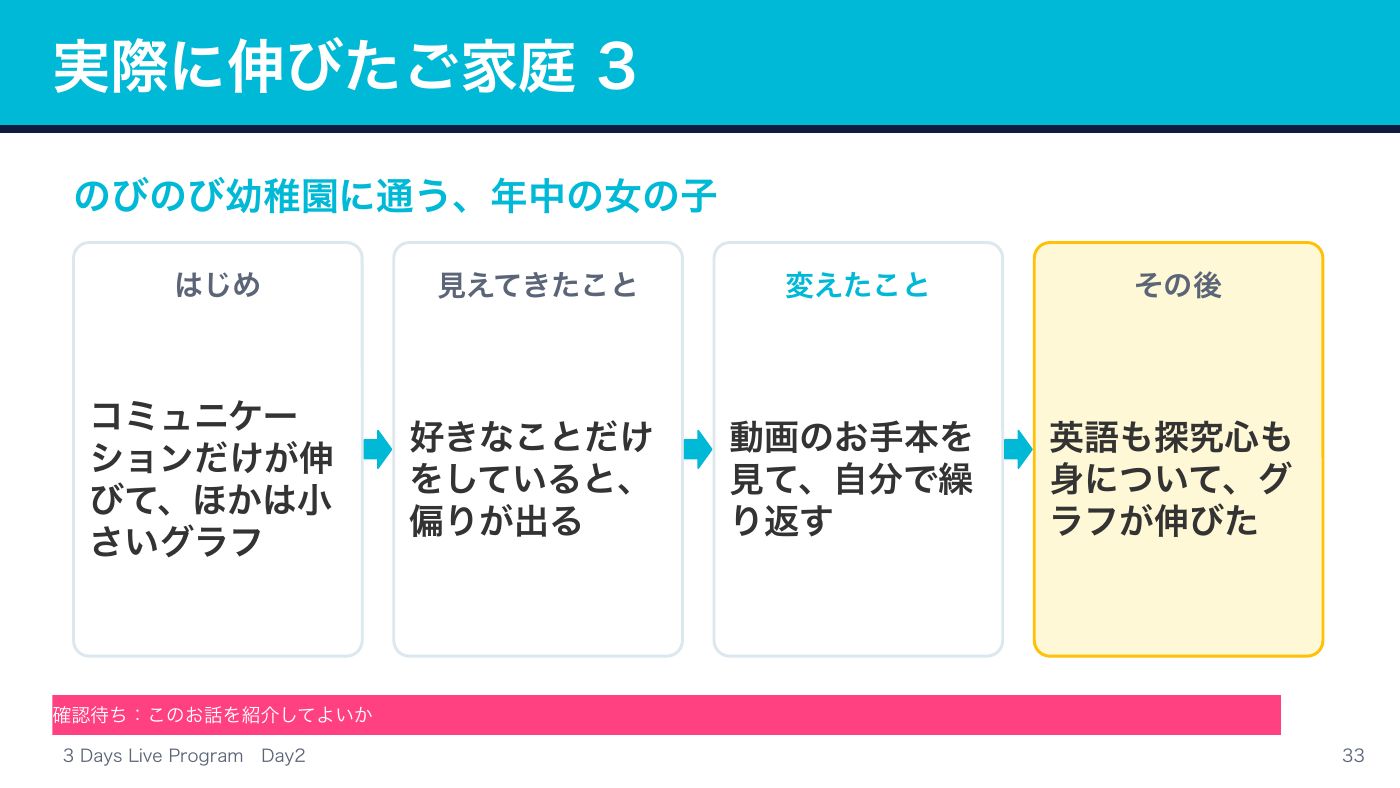 実際に伸びたご家庭 3
のびのび幼稚園に通う、年中の女の子
はじめ
コミュニケー
ションだけが伸
びて、ほかは小
さいグラフ
見えてきたこと
好きなことだけ
をしていると、
偏りが出る
変えたこと
動画のお手本を
見て、自分で繰
り返す
その後
英語も探究心も
身について、グ
ラフが伸びた
確認待ち：このお話を紹介してよいか
3 Days Live Program　Day2
33